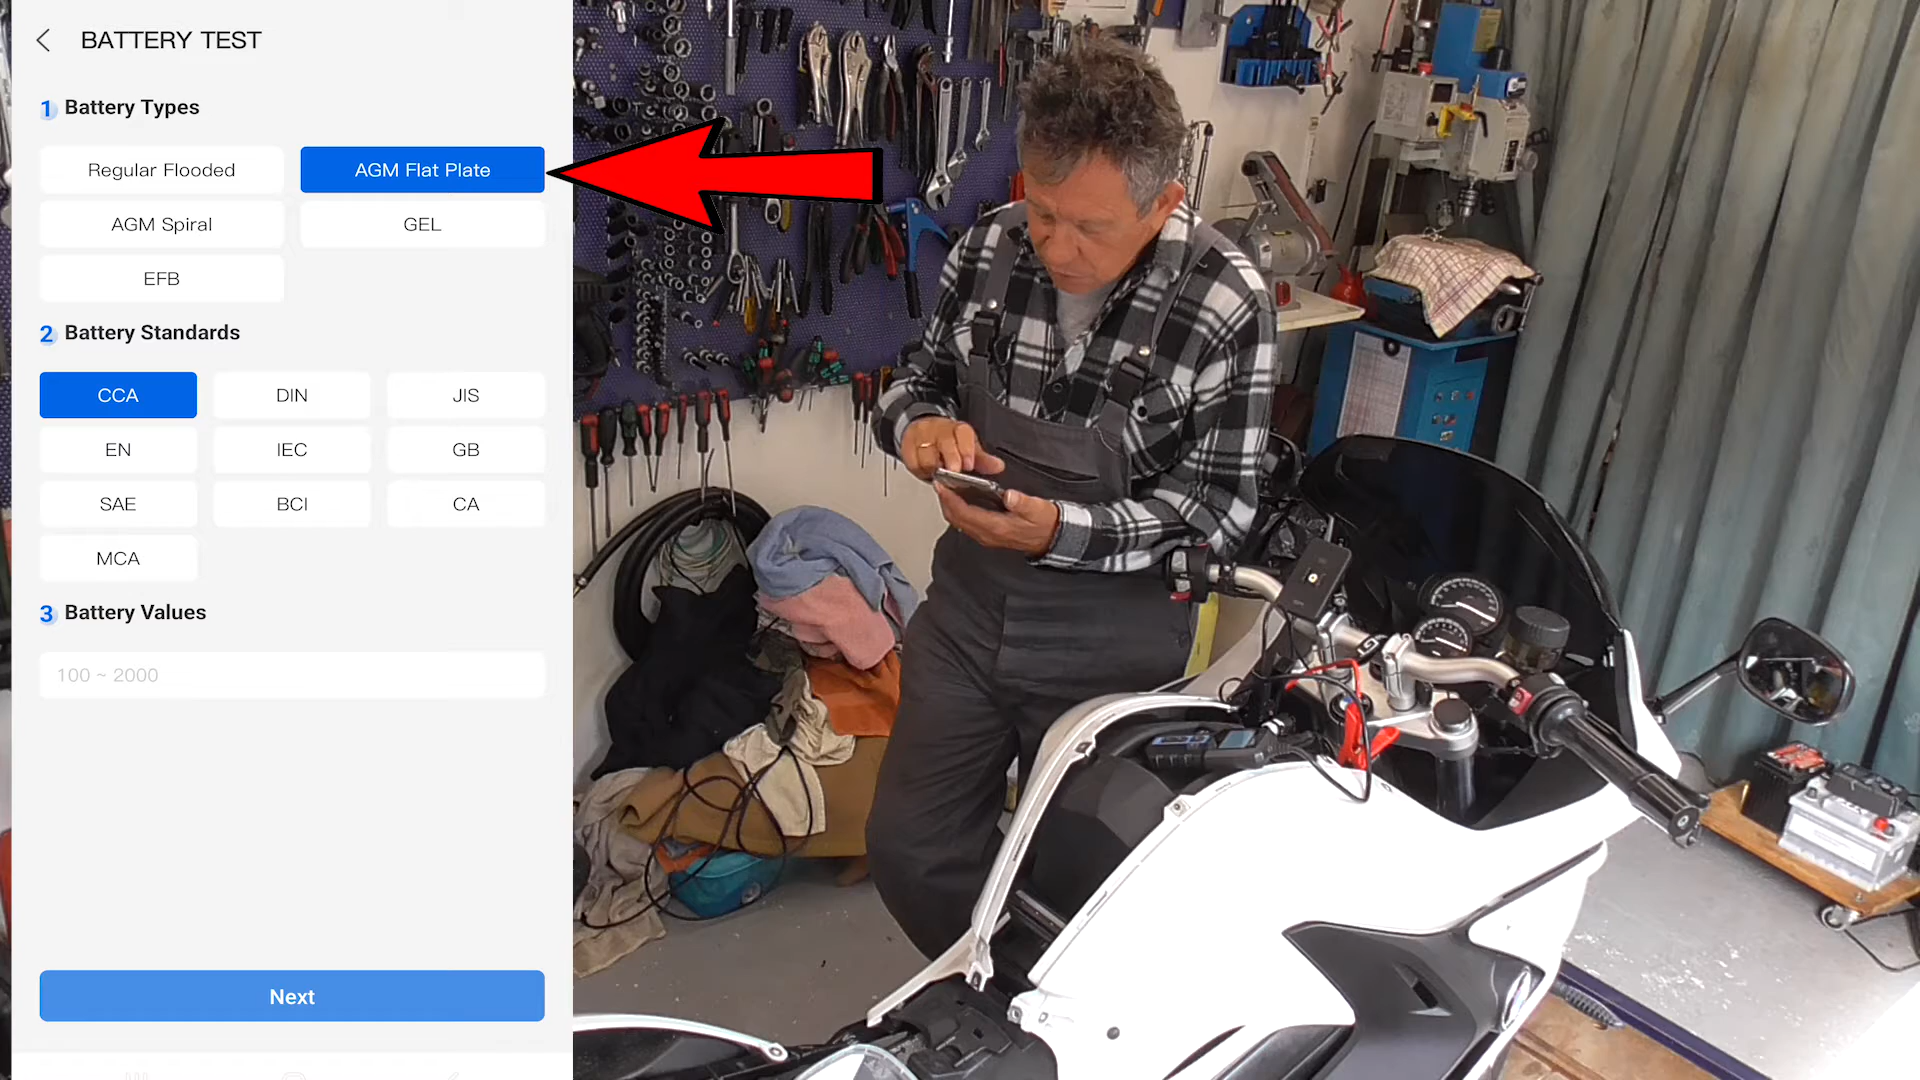 BATTERY TEST
1 Battery Types
Regular Flooded
AGM Flat Plate
AGM Spiral
GEL
EFB
2 Battery Standards
CCA
DIN
JIS
EN
IEC
GB
SAE
BCI
CA
MCA
3 Battery Values
100 ~ 2000
Next